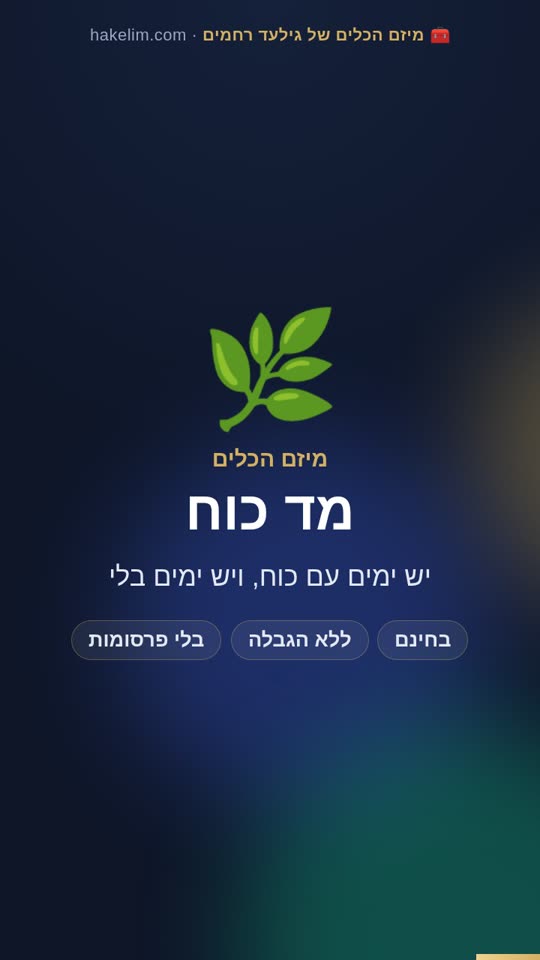 🧰 מיזם הכלים של גילעד רחמים · hakelim.com
מיזם הכלים
מד כוח
יש ימים עם כוח, ויש ימים בלי
בחינם ללא הגבלה בלי פרסומות